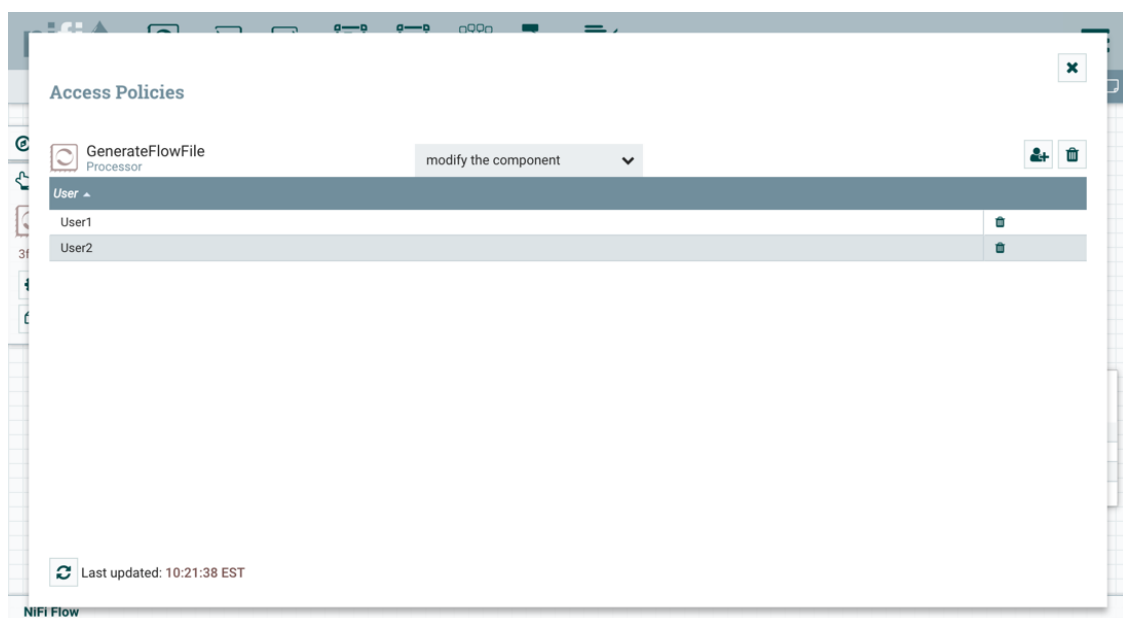 Access Policies
GenerateFlowFile
Processor
modify the component
User
User1
User2
Last updated: 10:21:38 EST
NiFi Flow